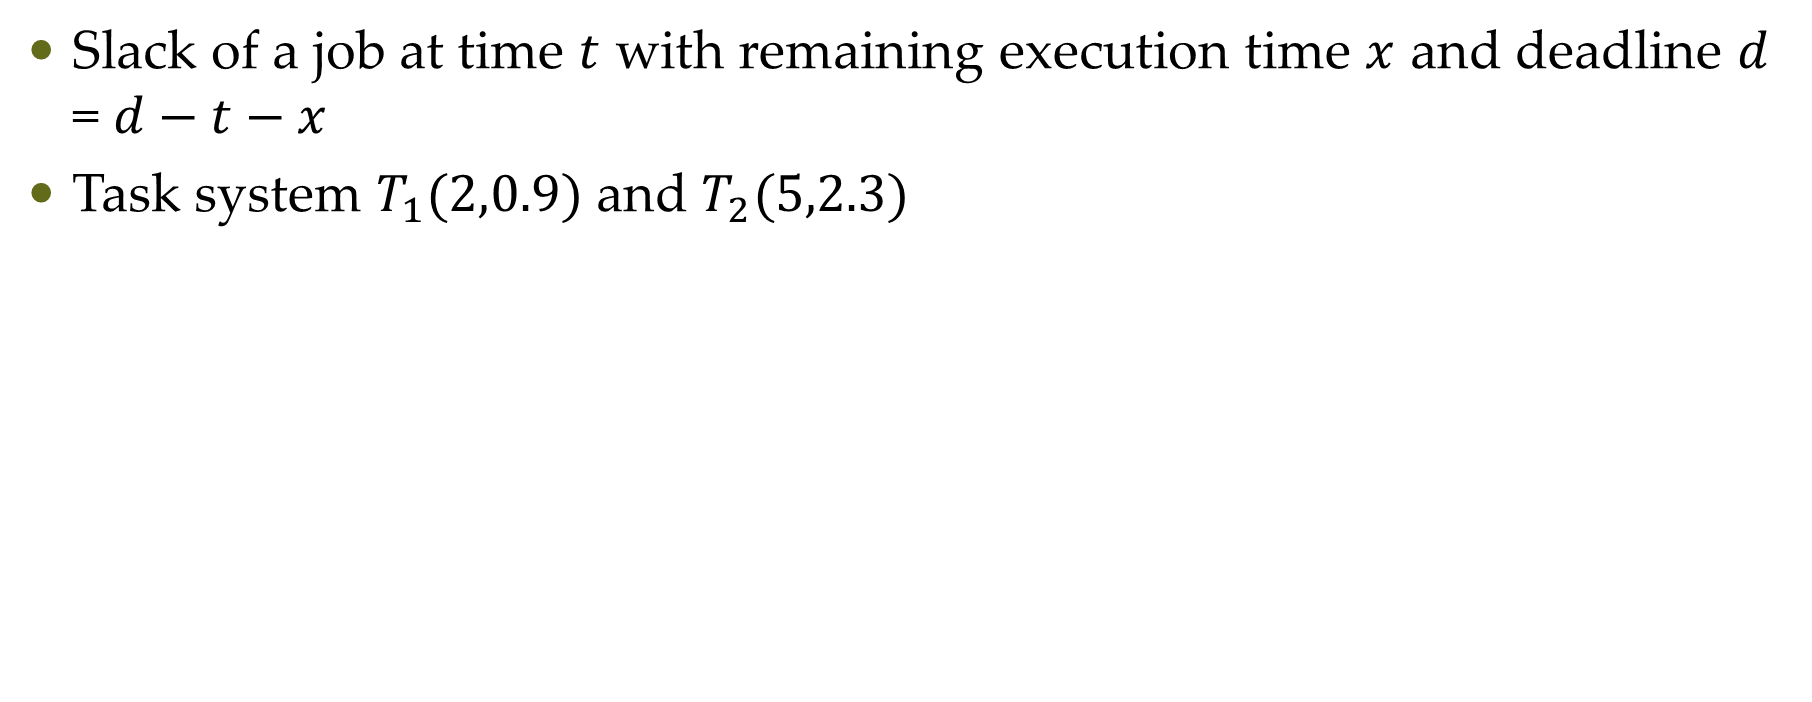 • Slack of a job at time t with remaining execution time x and deadline d
= d − t − x
• Task system T₁(2,0.9) and T₂(5,2.3)